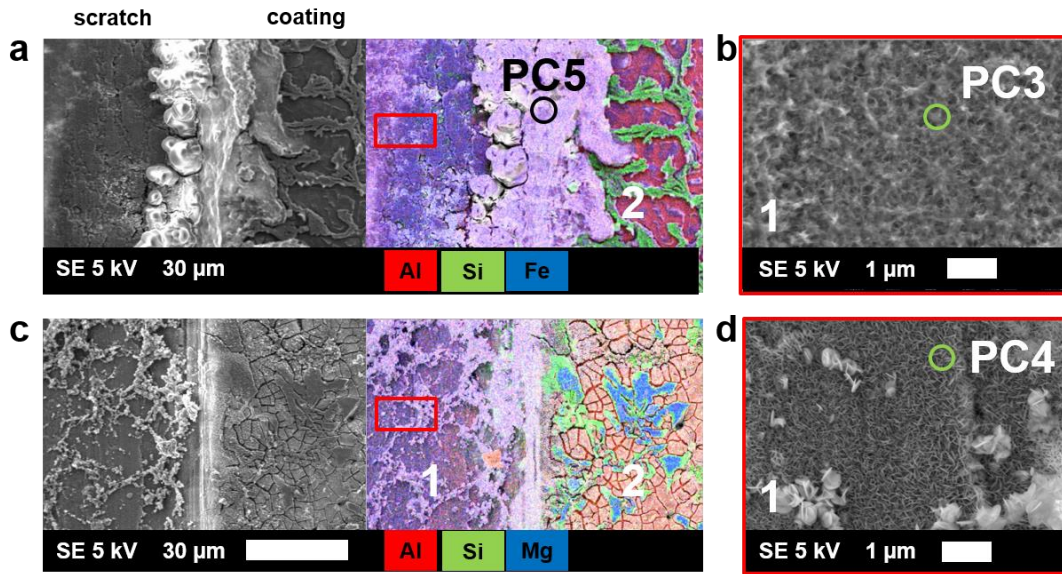 scratch coating
a
PC5
2
SE 5 kV 30 µm
Al Si Fe
b
PC3
1
SE 5 kV 1 µm
c
1
2
SE 5 kV 30 µm
Al Si Mg
d
PC4
1
SE 5 kV 1 µm